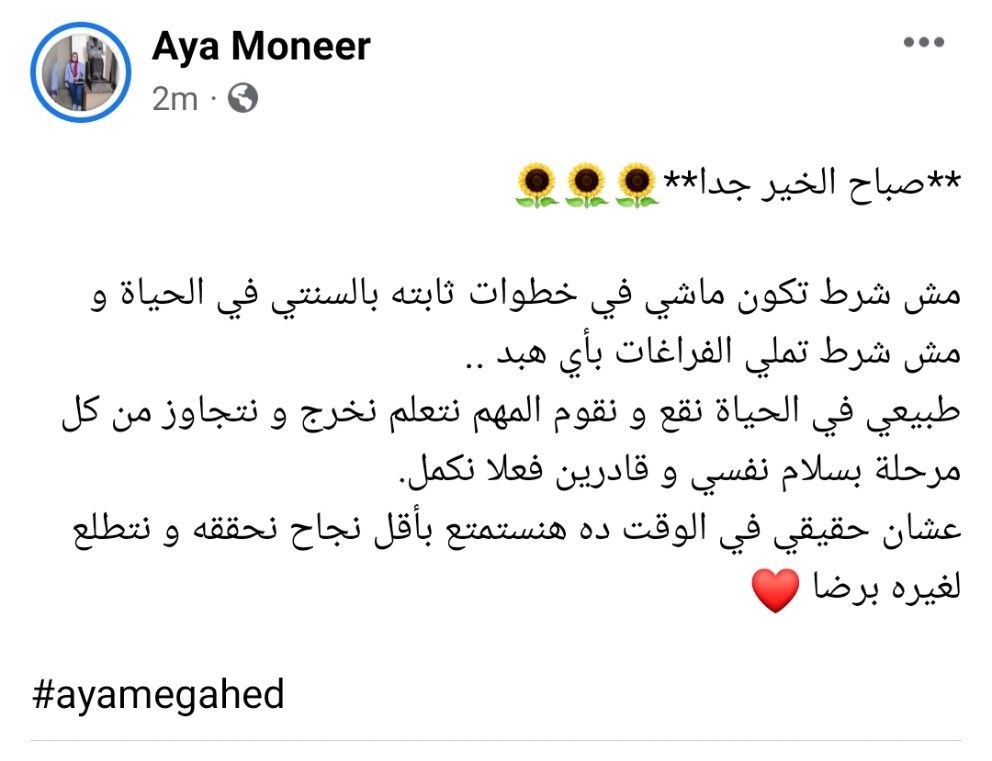 Aya Moneer
2m ·
**صباح الخير جدا**🌻🌻🌻
مش شرط تكون ماشي في خطوات ثابته بالسنتي في الحياة و
مش شرط تملي الفراغات بأي هبد ..
طبيعي في الحياة نقع و نقوم المهم نتعلم نخرج و نتجاوز من كل
مرحلة بسلام نفسي و قادرين فعلا نكمل.
عشان حقيقي في الوقت ده هنستمتع بأقل نجاح نحققه و نتطلع
لغيره برضا ❤️
#ayamegahed